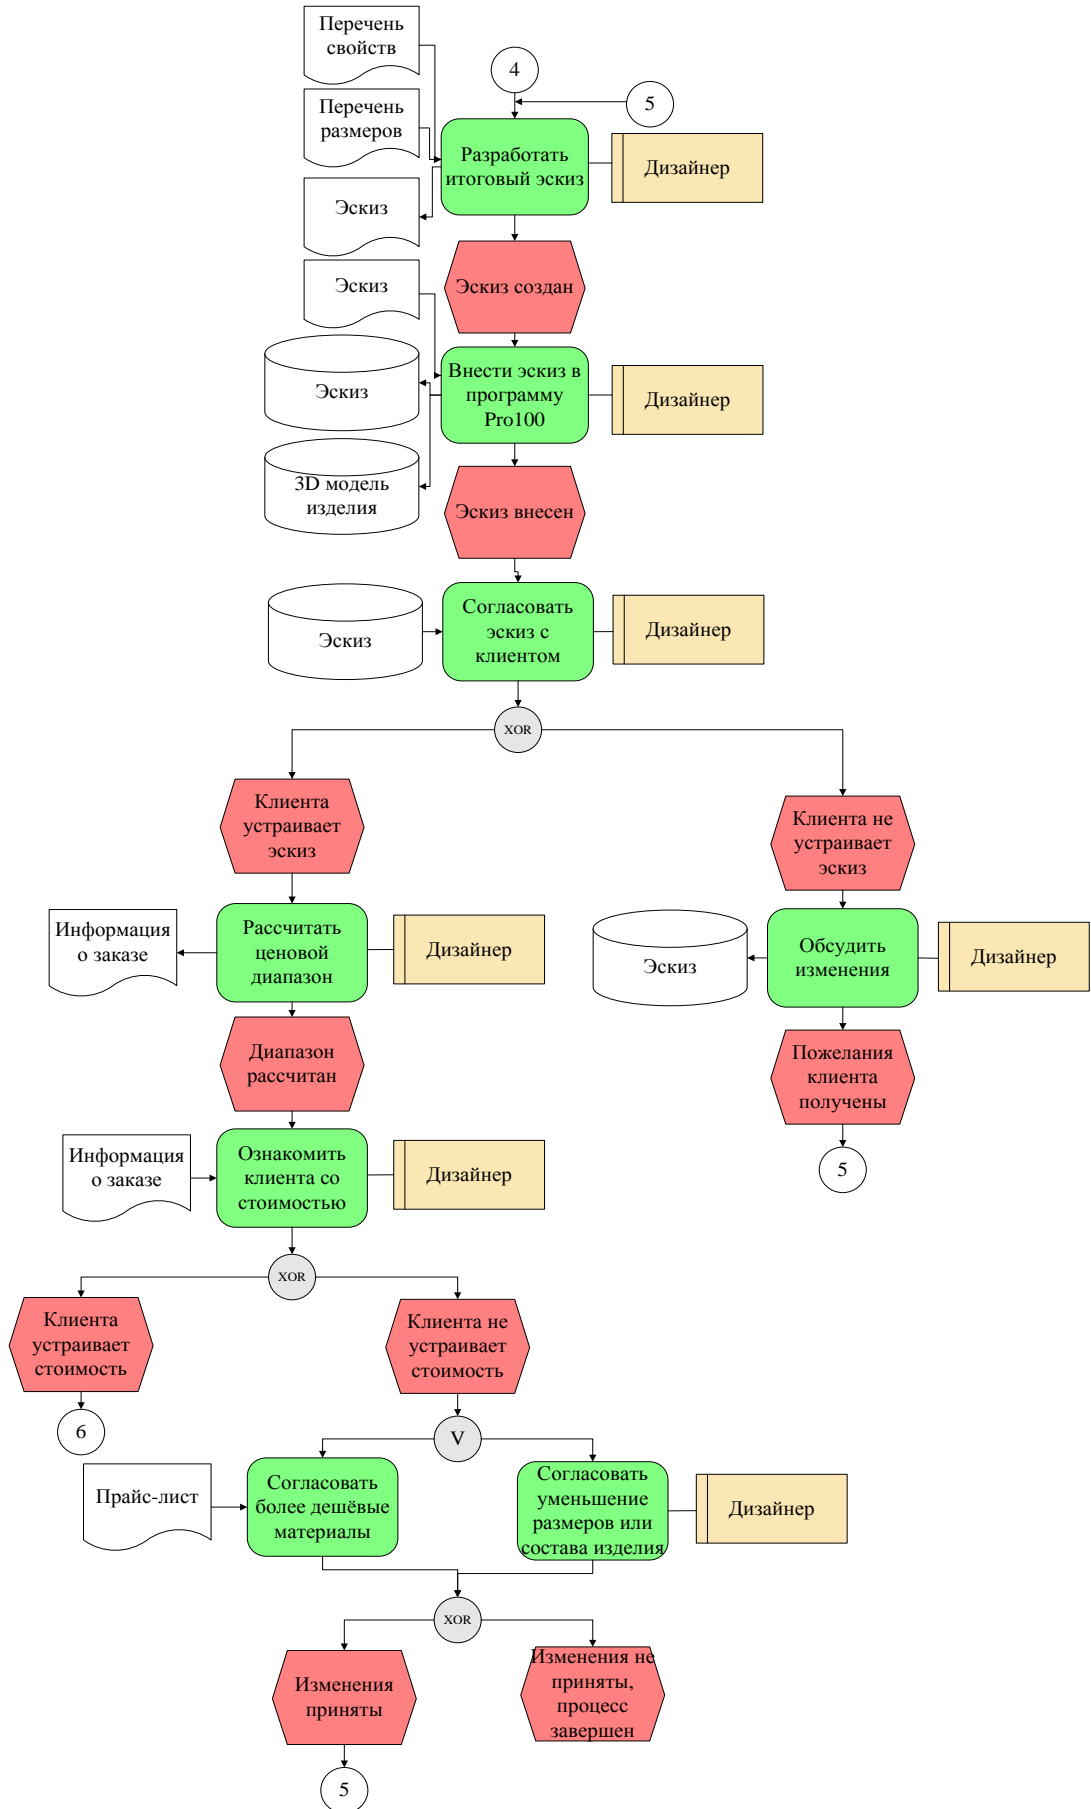 Перечень
свойств
4
5
Перечень
размеров
Разработать
итоговый эскиз
Дизайнер
Эскиз
Эскиз создан
Эскиз
Внести эскиз в
программу
Pro100
Дизайнер
Эскиз
3D модель
изделия
Эскиз внесен
Согласовать
эскиз с
клиентом
Дизайнер
Эскиз
XOR
Клиента
устраивает
эскиз
Клиента не
устраивает
эскиз
Информация
о заказе
Рассчитать
ценовой
диапазон
Дизайнер
Эскиз
Обсудить
изменения
Дизайнер
Диапазон
рассчитан
Пожелания
клиента
получены
Информация
о заказе
Ознакомить
клиента со
стоимостью
Дизайнер
5
XOR
Клиента
устраивает
стоимость
Клиента не
устраивает
стоимость
6
V
Прайс-лист
Согласовать
более дешёвые
материалы
Согласовать
уменьшение
размеров или
состава изделия
Дизайнер
XOR
Изменения
приняты
Изменения не
приняты,
процесс
завершен
5